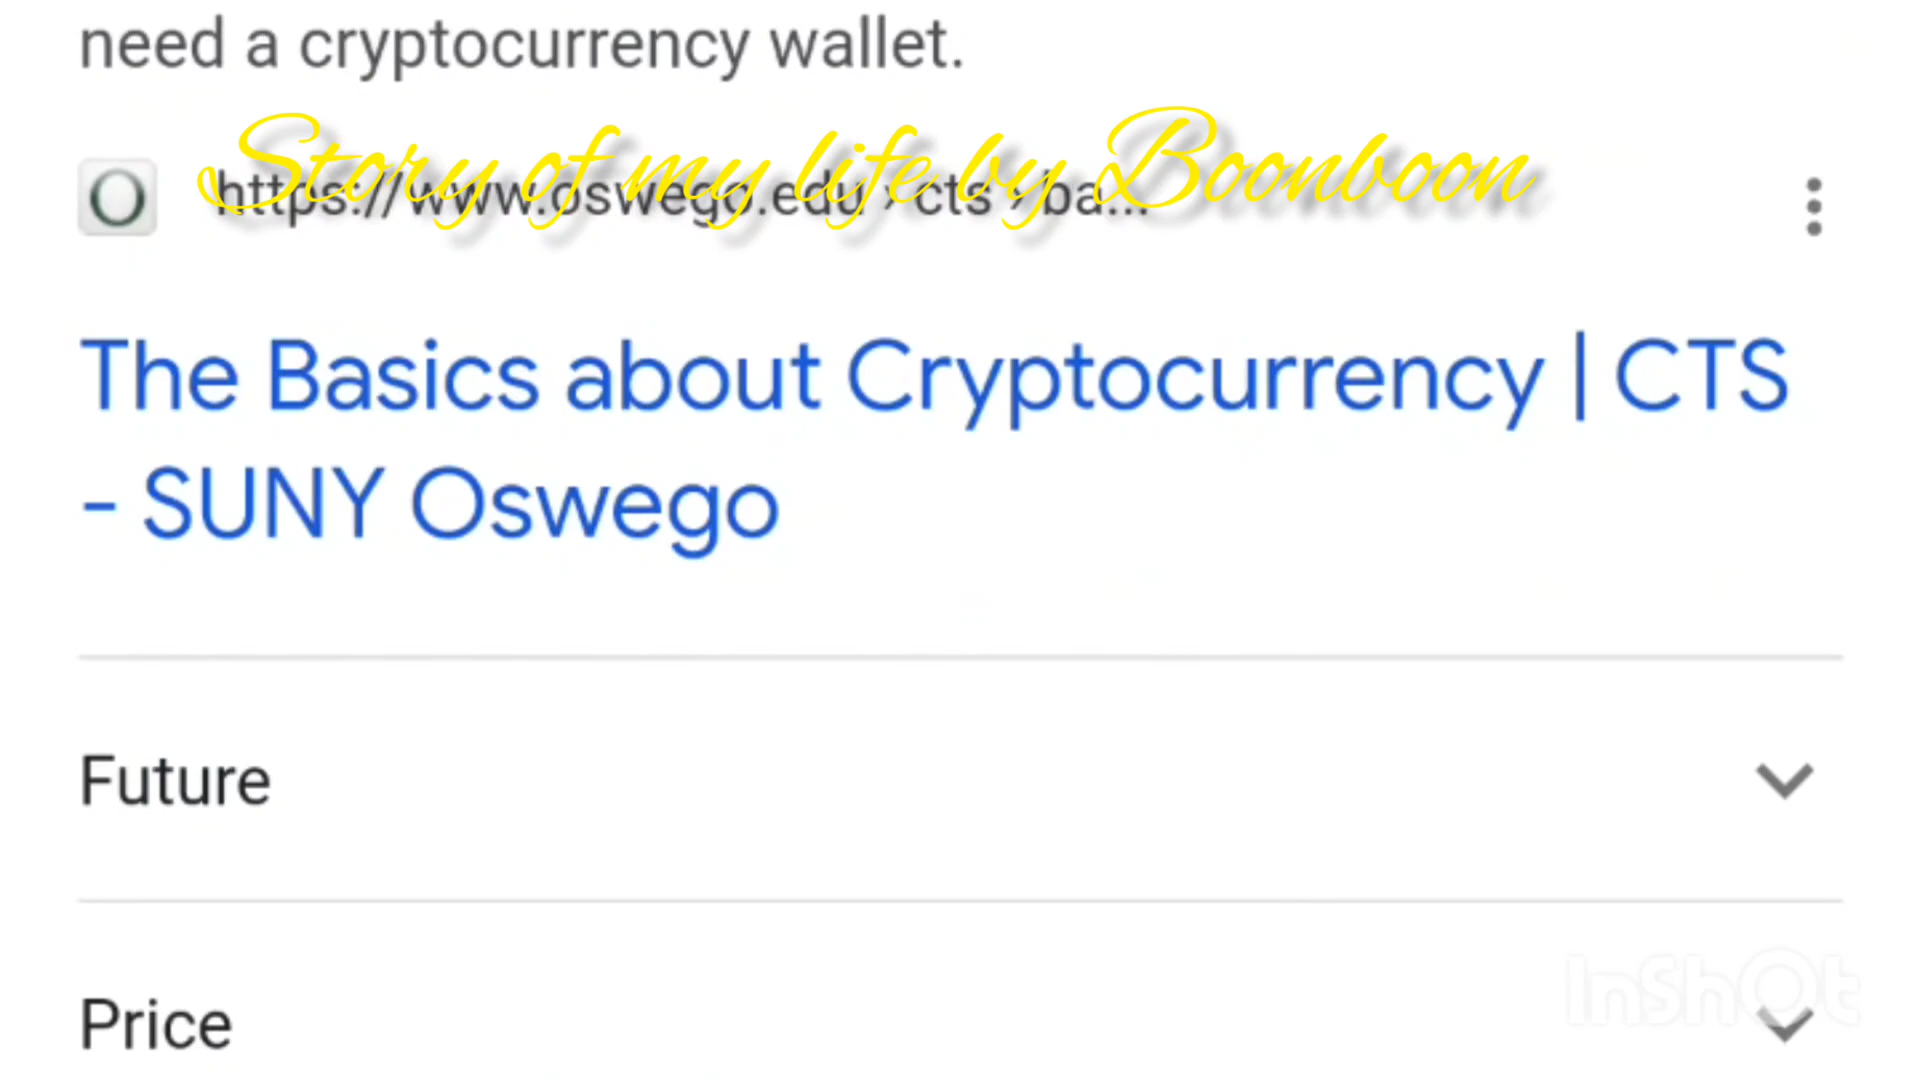 need a cryptocurrency wallet.
Story of my life by Boonboon
O
https://www.oswego.edu › cts › ba...
The Basics about Cryptocurrency | CTS
- SUNY Oswego
Future
Price
InShOt